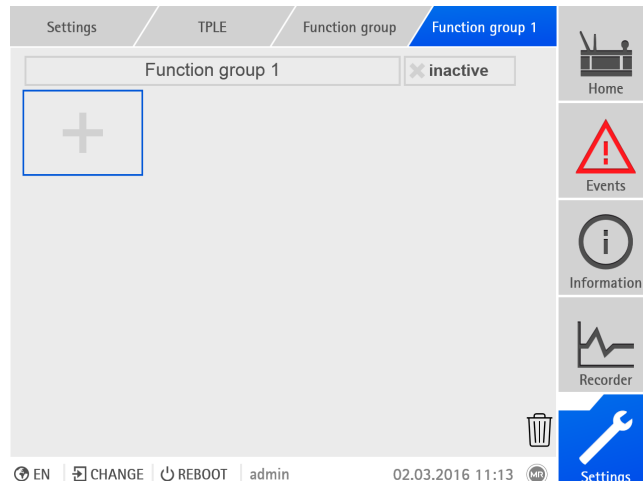 Settings
TPLE
Function group
Function group 1
Function group 1
inactive
Home
Events
Information
Recorder
Settings
EN
CHANGE
REBOOT
admin
02.03.2016 11:13
MR